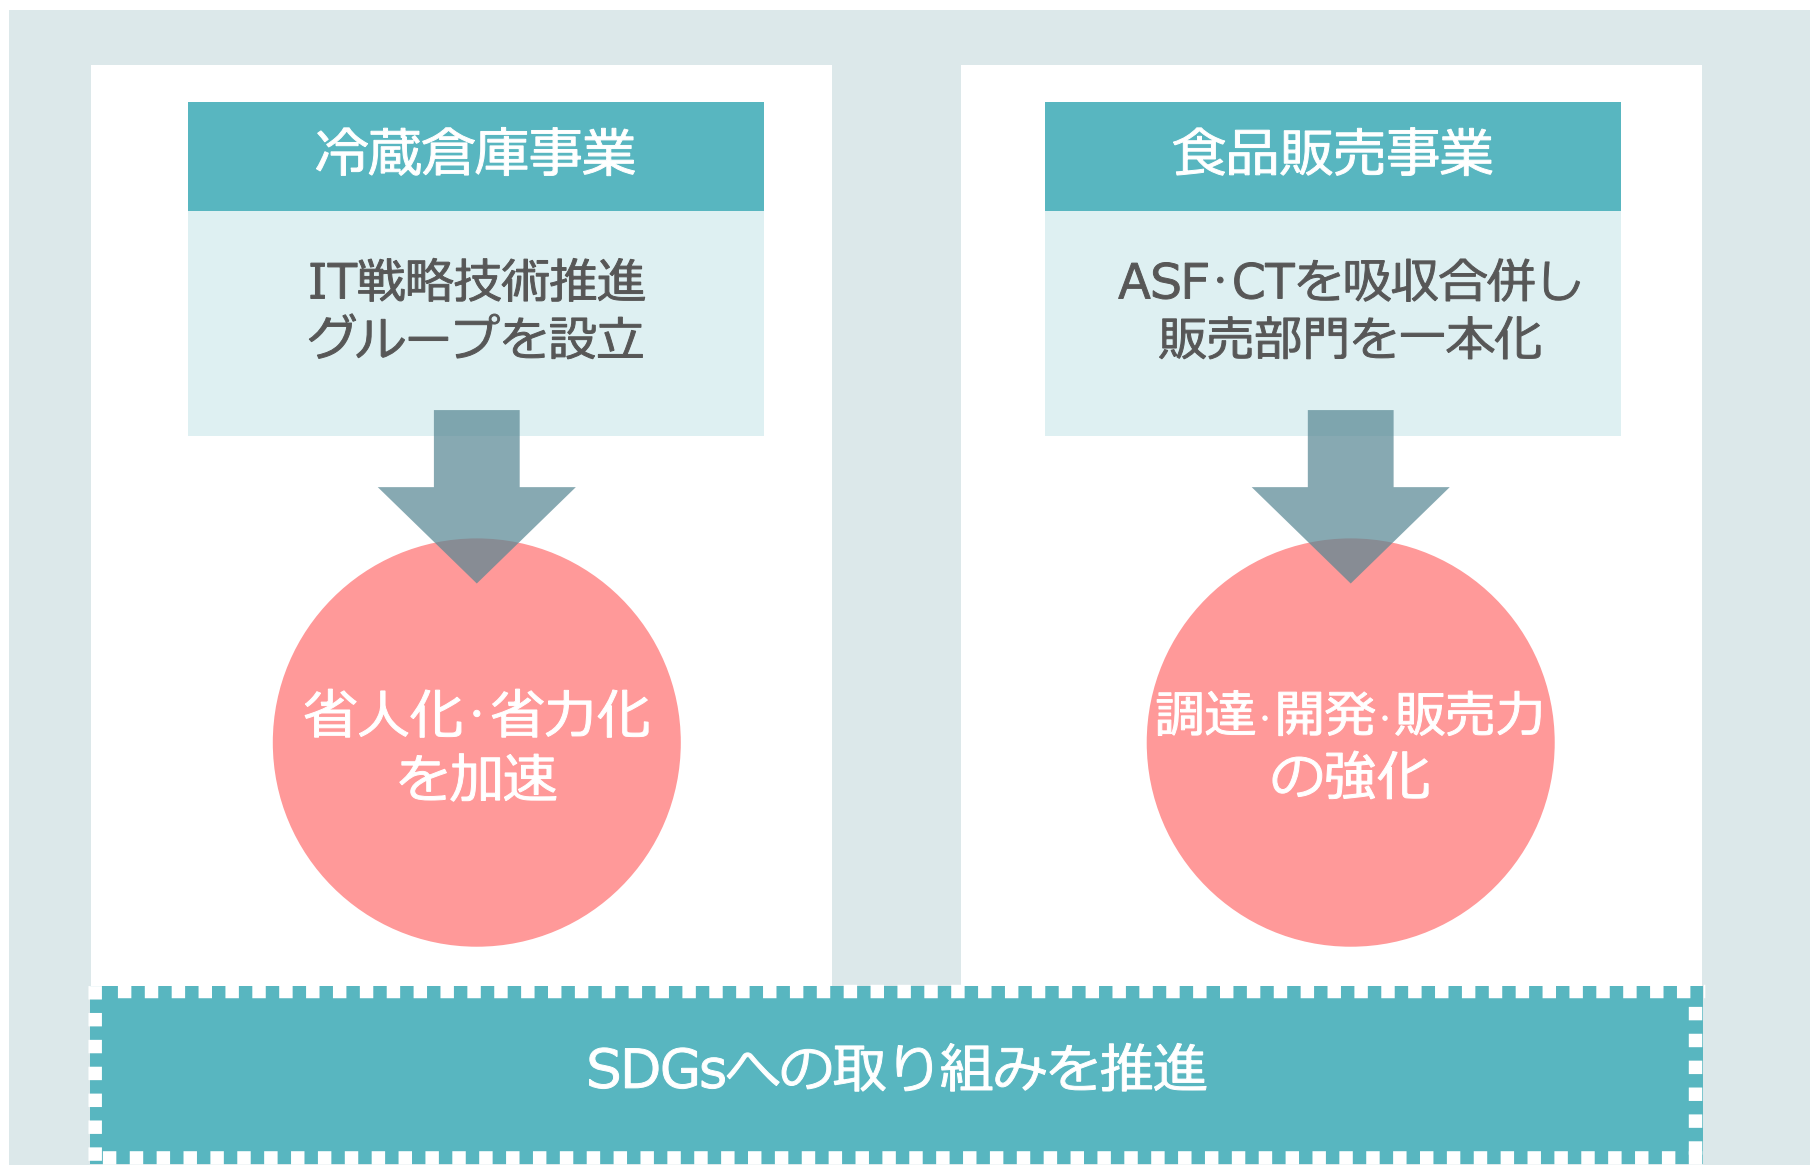 冷蔵倉庫事業
IT戦略技術推進
グループを設立
省人化・省力化
を加速
食品販売事業
ASF・CTを吸収合併し
販売部門を一本化
調達・開発・販売力
の強化
SDGsへの取り組みを推進